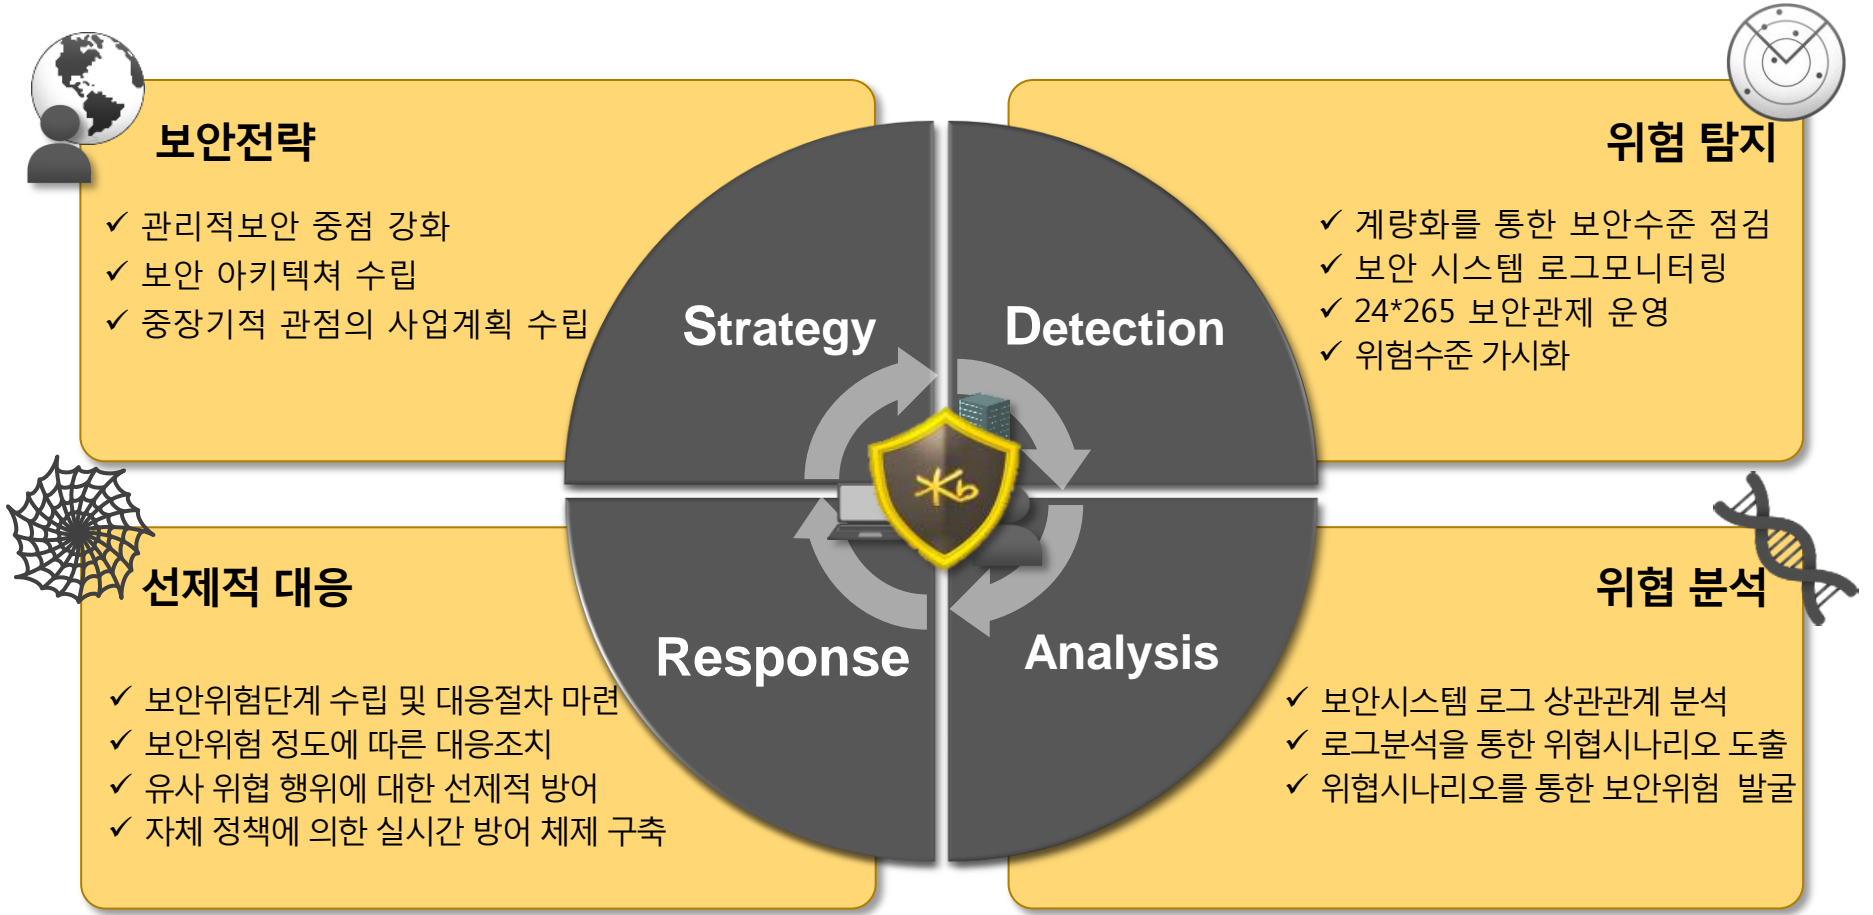 보안전략
✓ 관리적보안 중점 강화
✓ 보안 아키텍쳐 수립
✓ 중장기적 관점의 사업계획 수립
위험 탐지
✓ 계량화를 통한 보안수준 점검
✓ 보안 시스템 로그모니터링
✓ 24*265 보안관제 운영
✓ 위험수준 가시화
Strategy
Detection
Kb
Response
Analysis
선제적 대응
✓ 보안위험단계 수립 및 대응절차 마련
✓ 보안위험 정도에 따른 대응조치
✓ 유사 위협 행위에 대한 선제적 방어
✓ 자체 정책에 의한 실시간 방어 체제 구축
위협 분석
✓ 보안시스템 로그 상관관계 분석
✓ 로그분석을 통한 위협시나리오 도출
✓ 위협시나리오를 통한 보안위험 발굴